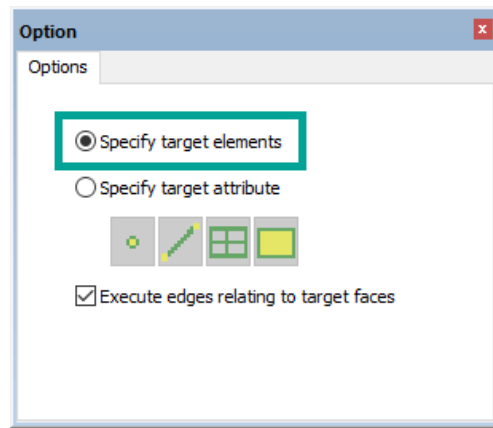 Option
x
Options
Specify target elements
Specify target attribute
Execute edges relating to target faces